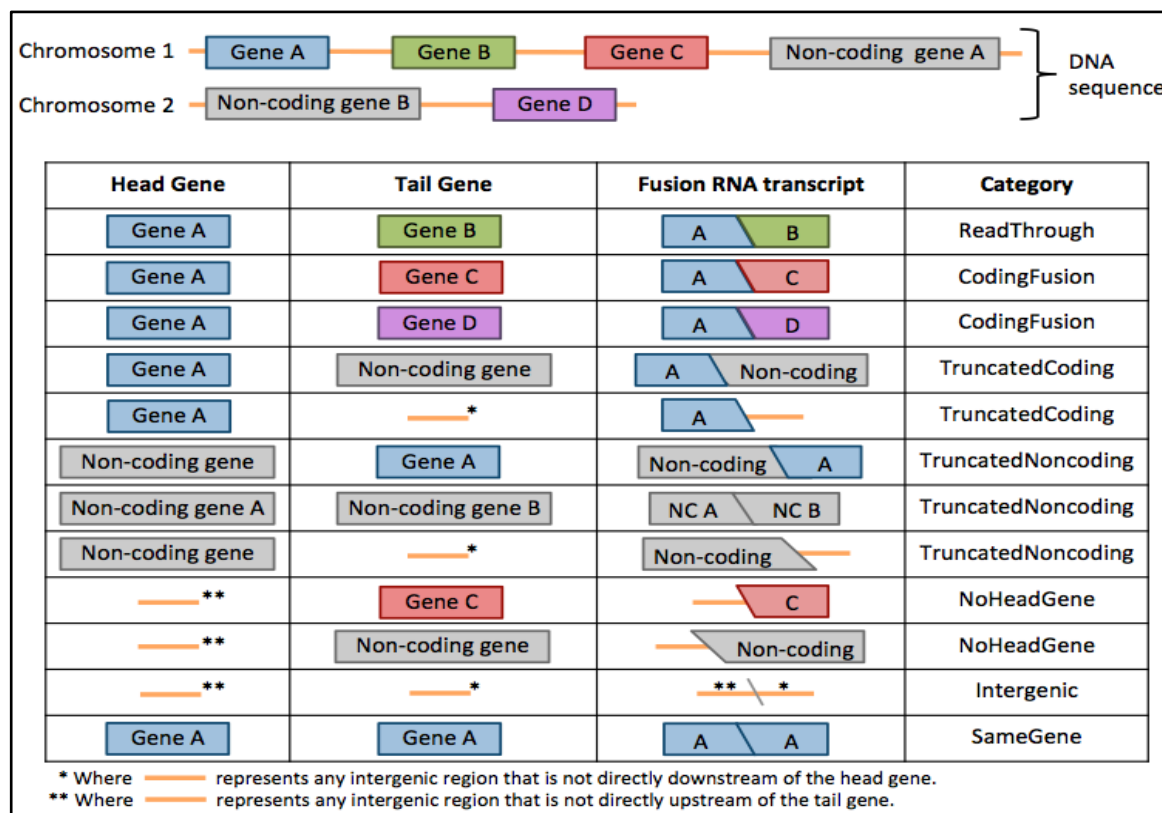 Chromosome 1 Gene A Gene B Gene C Non-coding gene A
DNA sequence
Chromosome 2 Non-coding gene B Gene D
Head Gene Tail Gene Fusion RNA transcript Category
Gene A Gene B A B ReadThrough
Gene A Gene C A C CodingFusion
Gene A Gene D A D CodingFusion
Gene A Non-coding gene A Non-coding TruncatedCoding
Gene A * A TruncatedCoding
Non-coding gene Gene A Non-coding A TruncatedNoncoding
Non-coding gene A Non-coding gene B NC A NC B TruncatedNoncoding
Non-coding gene * Non-coding TruncatedNoncoding
** Gene C C NoHeadGene
** Non-coding gene Non-coding NoHeadGene
** * ** * Intergenic
Gene A Gene A A A SameGene
* Where represents any intergenic region that is not directly downstream of the head gene.
** Where represents any intergenic region that is not directly upstream of the tail gene.